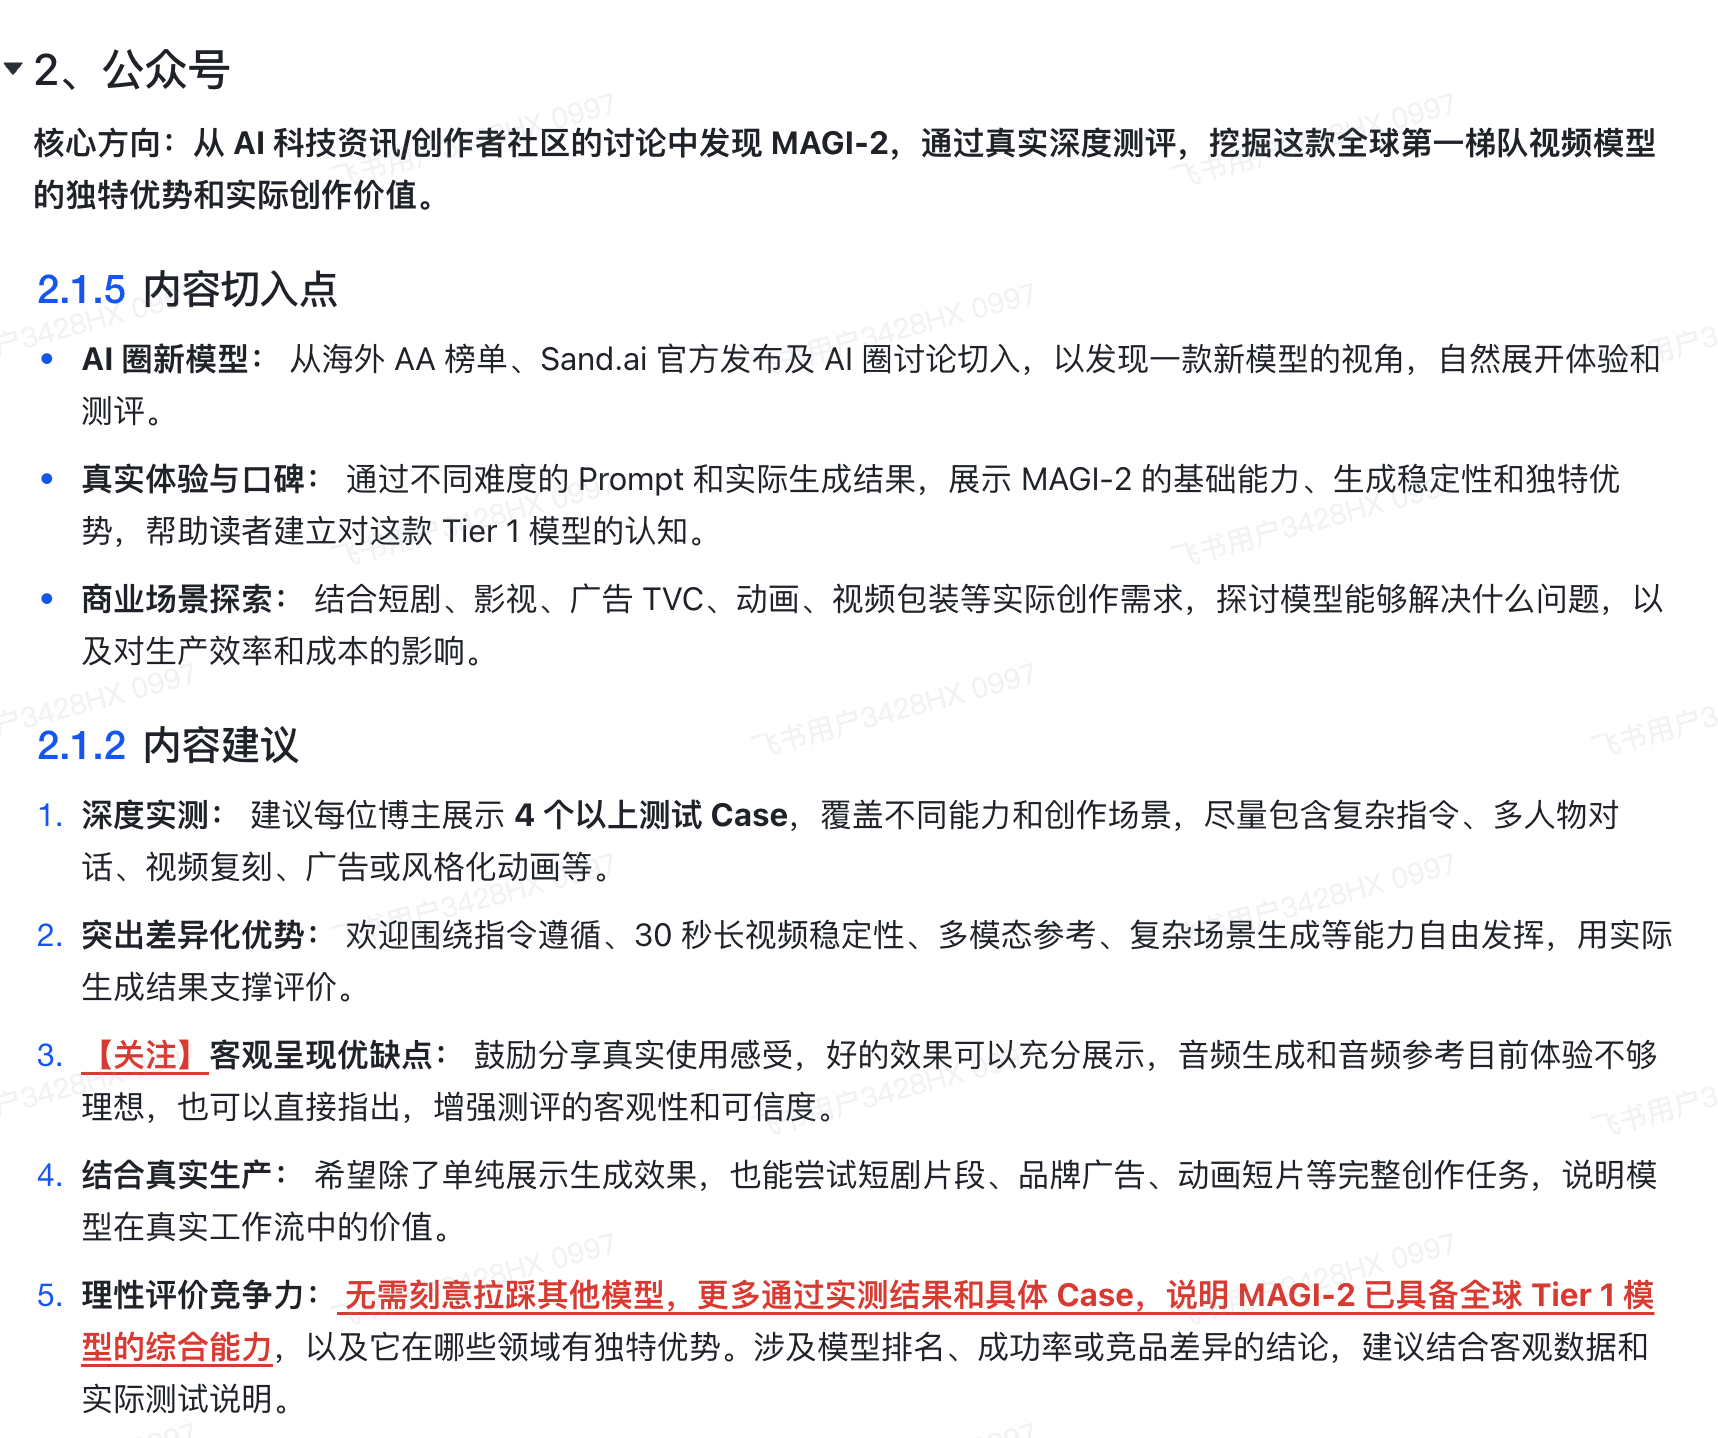 2、公众号
核心方向：从 AI 科技资讯/创作者社区的讨论中发现 MAGI-2，通过真实深度测评，挖掘这款全球第一梯队视频模型
的独特优势和实际创作价值。
2.1.5 内容切入点
• AI 圈新模型： 从海外 AA 榜单、Sand.ai 官方发布及 AI 圈讨论切入，以发现一款新模型的视角，自然展开体验和
测评。
• 真实体验与口碑： 通过不同难度的 Prompt 和实际生成结果，展示 MAGI-2 的基础能力、生成稳定性和独特优
势，帮助读者建立对这款 Tier 1 模型的认知。
• 商业场景探索： 结合短剧、影视、广告 TVC、动画、视频包装等实际创作需求，探讨模型能够解决什么问题，以
及对生产效率和成本的影响。
2.1.2 内容建议
1. 深度实测： 建议每位博主展示 4 个以上测试 Case，覆盖不同能力和创作场景，尽量包含复杂指令、多人物对
话、视频复刻、广告或风格化动画等。
2. 突出差异化优势： 欢迎围绕指令遵循、30 秒长视频稳定性、多模态参考、复杂场景生成等能力自由发挥，用实际
生成结果支撑评价。
3. 【关注】客观呈现优缺点： 鼓励分享真实使用感受，好的效果可以充分展示，音频生成和音频参考目前体验不够
理想，也可以直接指出，增强测评的客观性和可信度。
4. 结合真实生产： 希望除了单纯展示生成效果，也能尝试短剧片段、品牌广告、动画短片等完整创作任务，说明模
型在真实工作流中的价值。
5. 理性评价竞争力： 无需刻意拉踩其他模型，更多通过实测结果和具体 Case，说明 MAGI-2 已具备全球 Tier 1 模
型的综合能力，以及它在哪些领域有独特优势。涉及模型排名、成功率或竞品差异的结论，建议结合客观数据和
实际测试说明。
飞书用户3428HX 0997